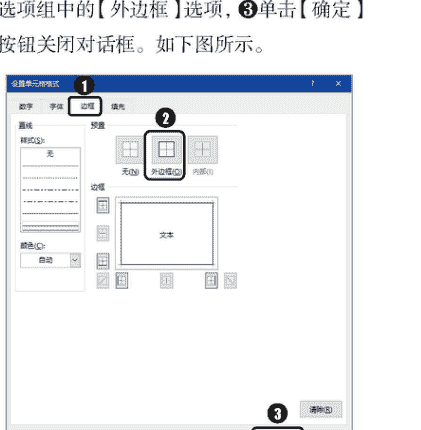 选项组中的【外边框】选项，❸单击【确定】
按钮关闭对话框。如下图所示。
设置单元格格式 ? ×
❶
数字 字体 边框 填充
直线 预置
样式(S):
无
❷
无(N) 外边框(O) 内部(I)
边框
文本
颜色(C):
自动
❸
清除(R)